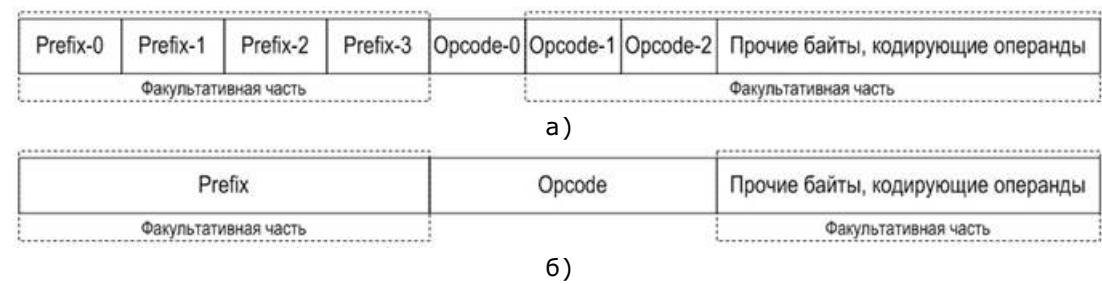 Prefix-0 Prefix-1 Prefix-2 Prefix-3 Opcode-0 Opcode-1 Opcode-2 Прочие байты, кодирующие операнды
Факультативная часть Факультативная часть
а)
Prefix Opcode Прочие байты, кодирующие операнды
Факультативная часть Факультативная часть
б)